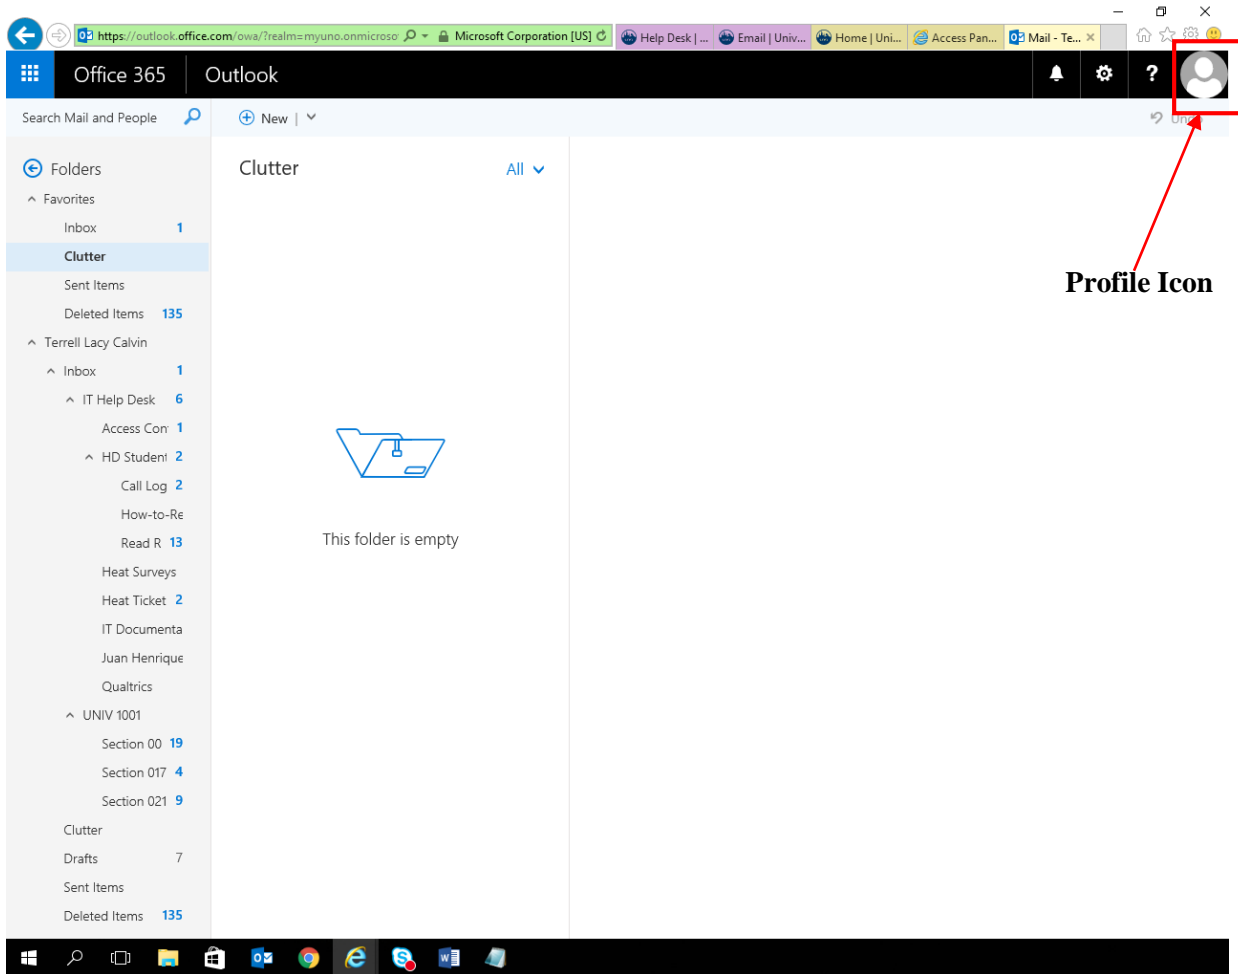 https://outlook.office.com/owa/?realm=myuno.onmicroso
Microsoft Corporation [US]
Help Desk | ...
Email | Univ...
Home | Uni...
Access Pan...
Mail - Te...
Office 365
Outlook
?
Search Mail and People
New
Undo
Folders
Clutter
All
Favorites
Inbox 1
Clutter
Sent Items
Deleted Items 135
Terrell Lacy Calvin
Inbox 1
IT Help Desk 6
Access Con 1
HD Student 2
Call Log 2
How-to-Re
Read R 13
Heat Surveys
Heat Ticket 2
IT Documenta
Juan Henrique
Qualtrics
UNIV 1001
Section 00 19
Section 017 4
Section 021 9
Clutter
Drafts 7
Sent Items
Deleted Items 135
This folder is empty
Profile Icon